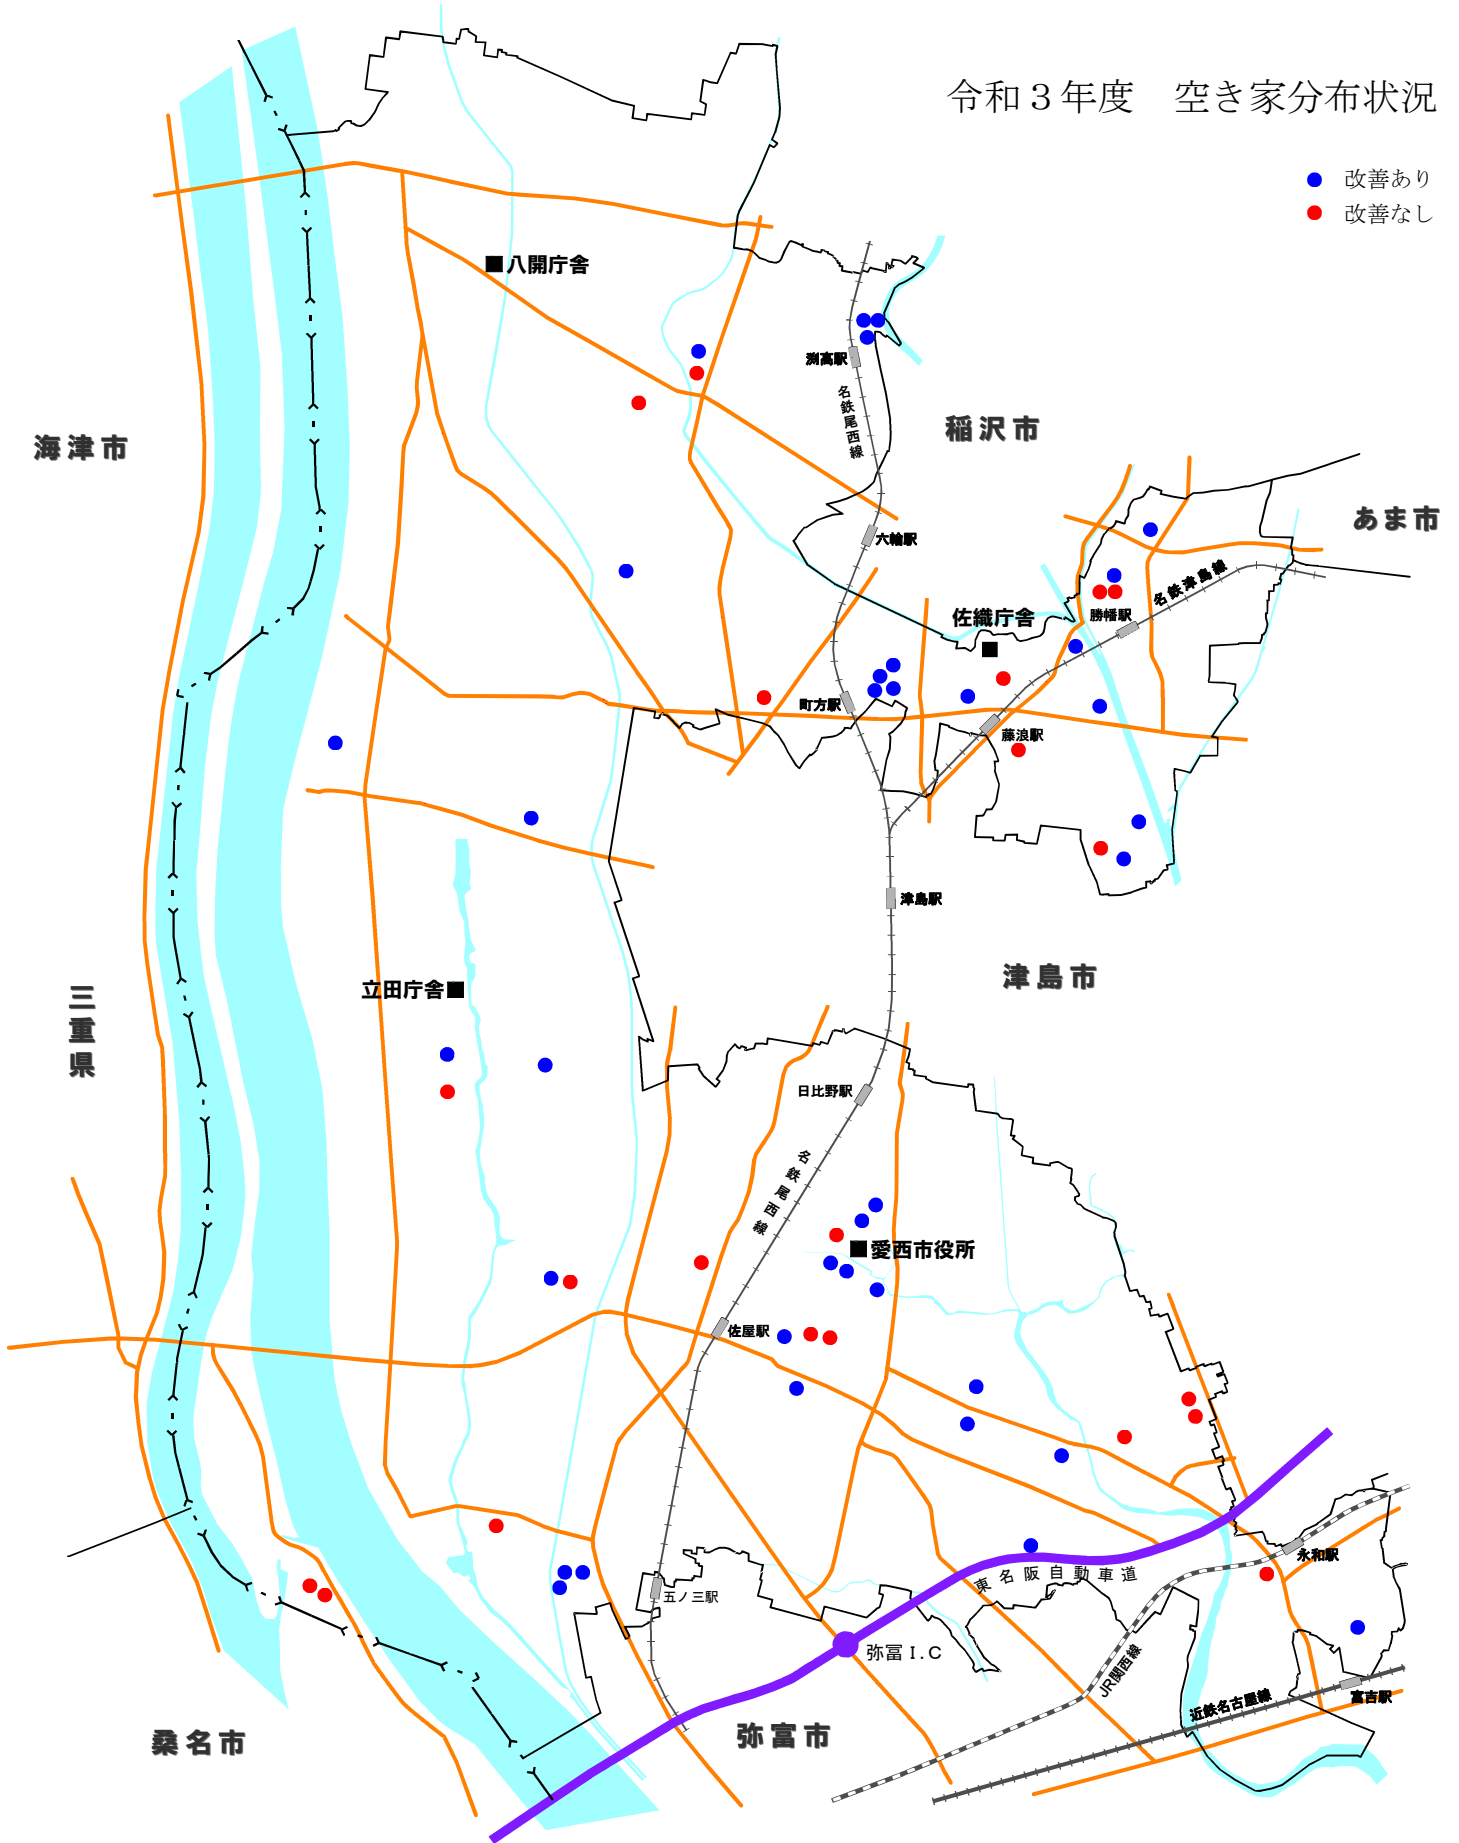 令和３年度　空き家分布状況
改善あり
改善なし
八開庁舎
渕高駅
名鉄尾西線
海津市
稲沢市
あま市
六輪駅
佐織庁舎
勝幡駅
名鉄津島線
町方駅
藤浪駅
津島駅
津島市
立田庁舎
三重県
日比野駅
名鉄尾西線
愛西市役所
佐屋駅
永和駅
東名阪自動車道
五ノ三駅
弥富Ｉ.Ｃ
JR関西線
近鉄名古屋線
富吉駅
桑名市
弥富市